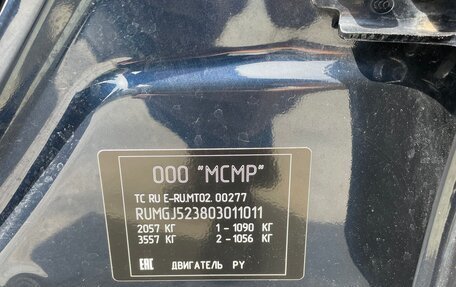 ООО "МСМР"
ТС RU E-RU.MT02.00277
RUMGJ523803011011
2057 КГ 1 - 1090 КГ
3557 КГ 2 - 1056 КГ
ЕАС ДВИГАТЕЛЬ PY